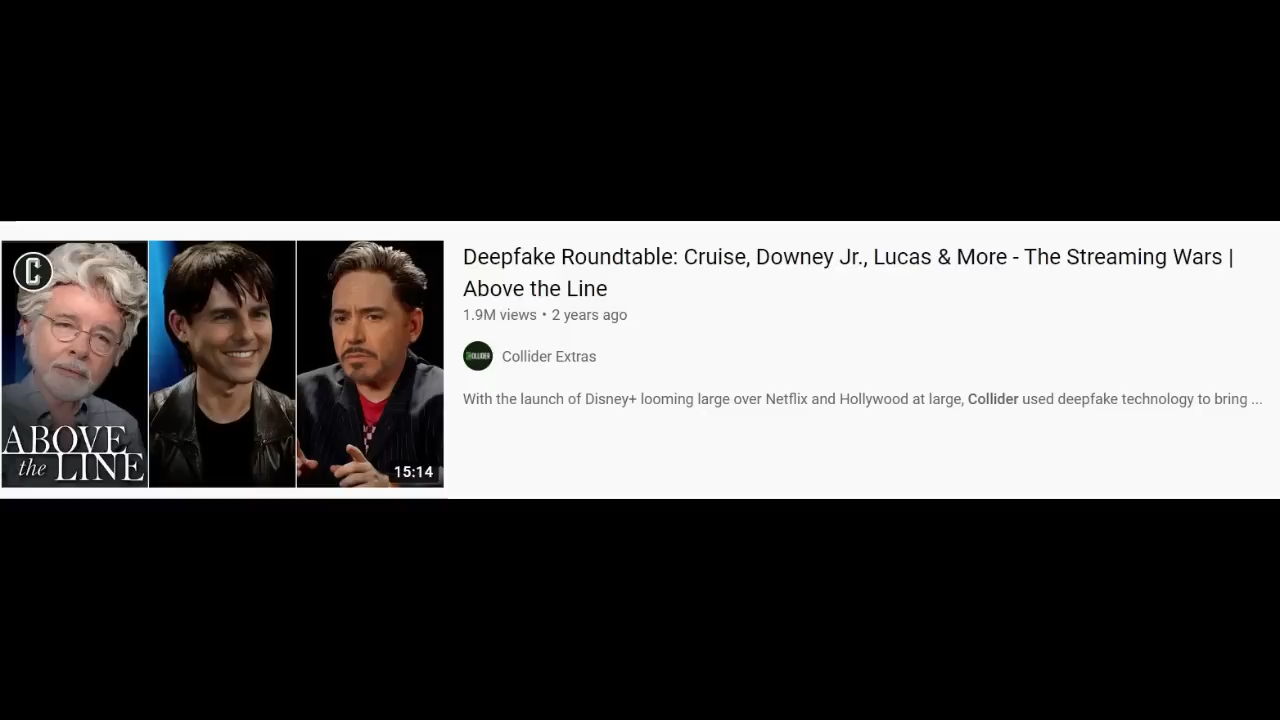 C
ABOVE
the LINE
15:14
Deepfake Roundtable: Cruise, Downey Jr., Lucas & More - The Streaming Wars |
Above the Line
1.9M views • 2 years ago
COLLIDER
Collider Extras
With the launch of Disney+ looming large over Netflix and Hollywood at large, Collider used deepfake technology to bring ...